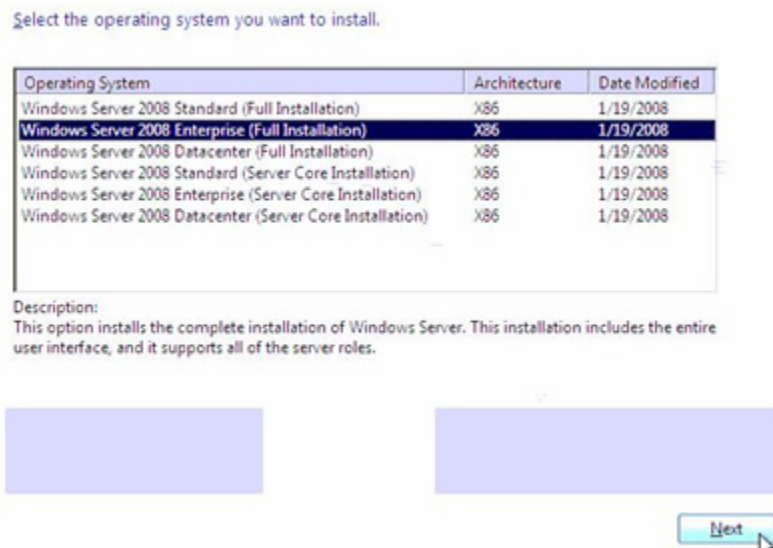 Select the operating system you want to install.
Operating System Architecture Date Modified
Windows Server 2008 Standard (Full Installation) X86 1/19/2008
Windows Server 2008 Enterprise (Full Installation) X86 1/19/2008
Windows Server 2008 Datacenter (Full Installation) X86 1/19/2008
Windows Server 2008 Standard (Server Core Installation) X86 1/19/2008
Windows Server 2008 Enterprise (Server Core Installation) X86 1/19/2008
Windows Server 2008 Datacenter (Server Core Installation) X86 1/19/2008
Description:
This option installs the complete installation of Windows Server. This installation includes the entire
user interface, and it supports all of the server roles.
Next